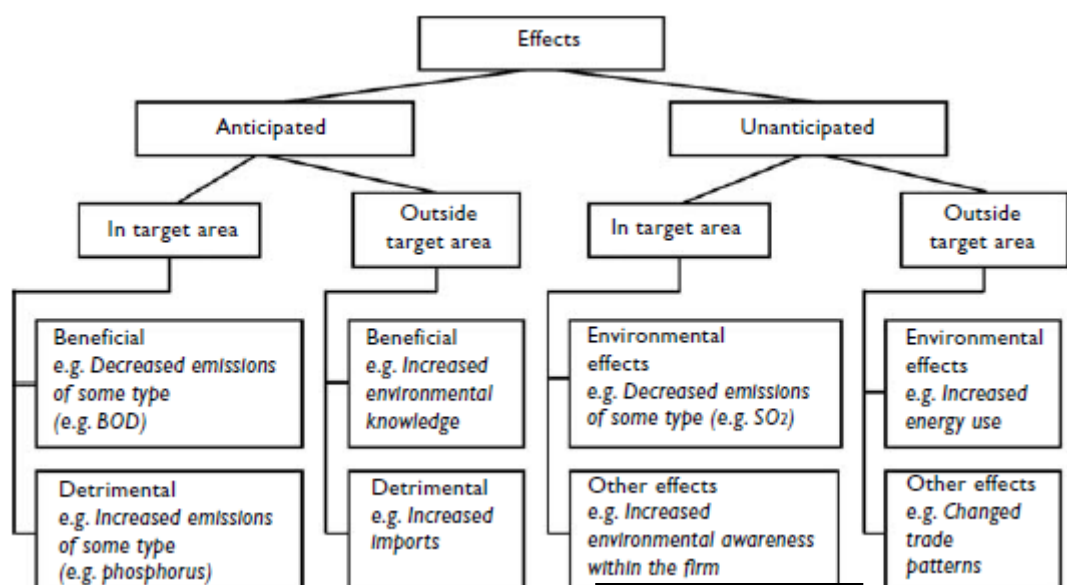 Effects
Anticipated
Unanticipated
In target area
Outside
target area
In target area
Outside
target area
Beneficial
e.g. Decreased emissions
of some type
(e.g. BOD)
Beneficial
e.g. Increased
environmental
knowledge
Environmental
effects
e.g. Decreased emissions
of some type (e.g. SO2)
Environmental
effects
e.g. Increased
energy use
Detrimental
e.g. Increased emissions
of some type
(e.g. phosphorus)
Detrimental
e.g. Increased
imports
Other effects
e.g. Increased
environmental awareness
within the firm
Other effects
e.g. Changed
trade
patterns